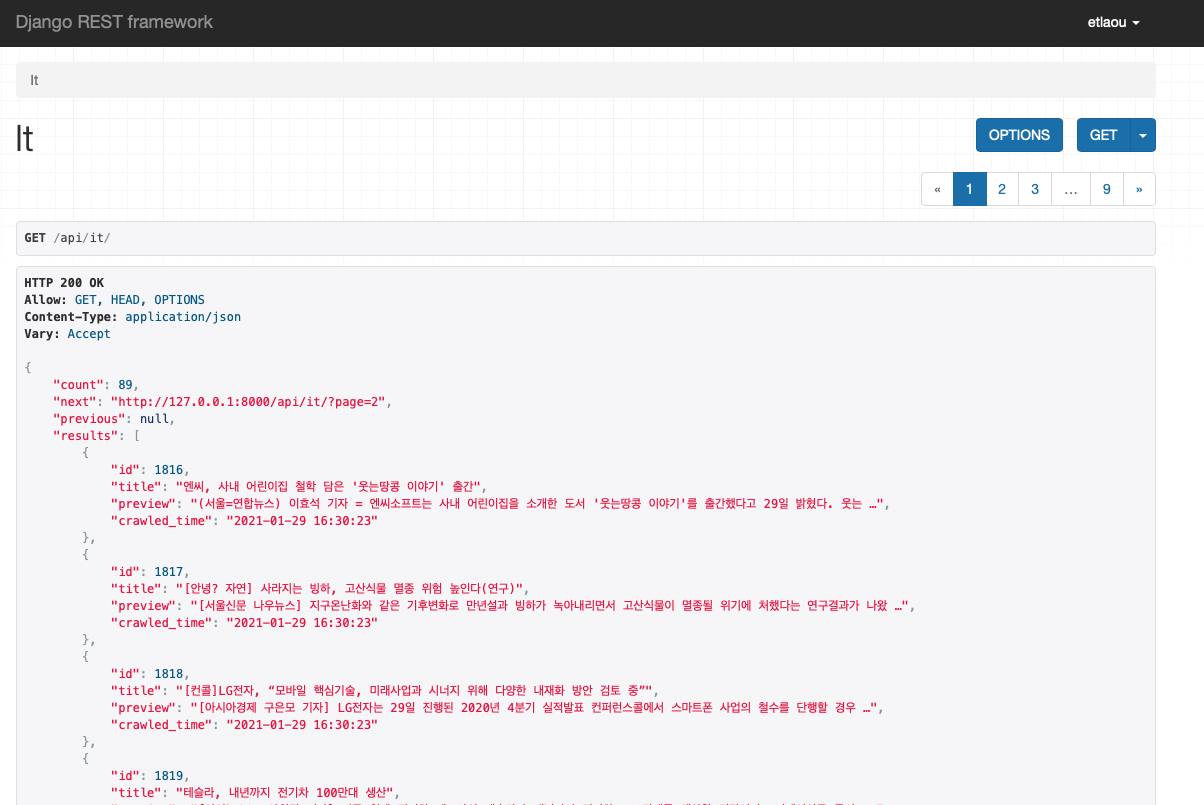 Django REST framework
etlaou
It
It
OPTIONS
GET
« 1 2 3 … 9 »
GET /api/it/
HTTP 200 OK
Allow: GET, HEAD, OPTIONS
Content-Type: application/json
Vary: Accept
{
"count": 89,
"next": "http://127.0.0.1:8000/api/it/?page=2",
"previous": null,
"results": [
{
"id": 1816,
"title": "엔씨, 사내 어린이집 철학 담은 '웃는땅콩 이야기' 출간",
"preview": "(서울=연합뉴스) 이효석 기자 = 엔씨소프트는 사내 어린이집을 소개한 도서 '웃는땅콩 이야기'를 출간했다고 29일 밝혔다. 웃는 …",
"crawled_time": "2021-01-29 16:30:23"
},
{
"id": 1817,
"title": "[안녕? 자연] 사라지는 빙하, 고산식물 멸종 위험 높인다(연구)",
"preview": "[서울신문 나우뉴스] 지구온난화와 같은 기후변화로 만년설과 빙하가 녹아내리면서 고산식물이 멸종될 위기에 처했다는 연구결과가 나왔 …",
"crawled_time": "2021-01-29 16:30:23"
},
{
"id": 1818,
"title": "[컨콜]LG전자, “모바일 핵심기술, 미래사업과 시너지 위해 다양한 내재화 방안 검토 중”",
"preview": "[아시아경제 구은모 기자] LG전자는 29일 진행된 2020년 4분기 실적발표 컨퍼런스콜에서 스마트폰 사업의 철수를 단행할 경우 …",
"crawled_time": "2021-01-29 16:30:23"
},
{
"id": 1819,
"title": "테슬라, 내년까지 전기차 100만대 생산",